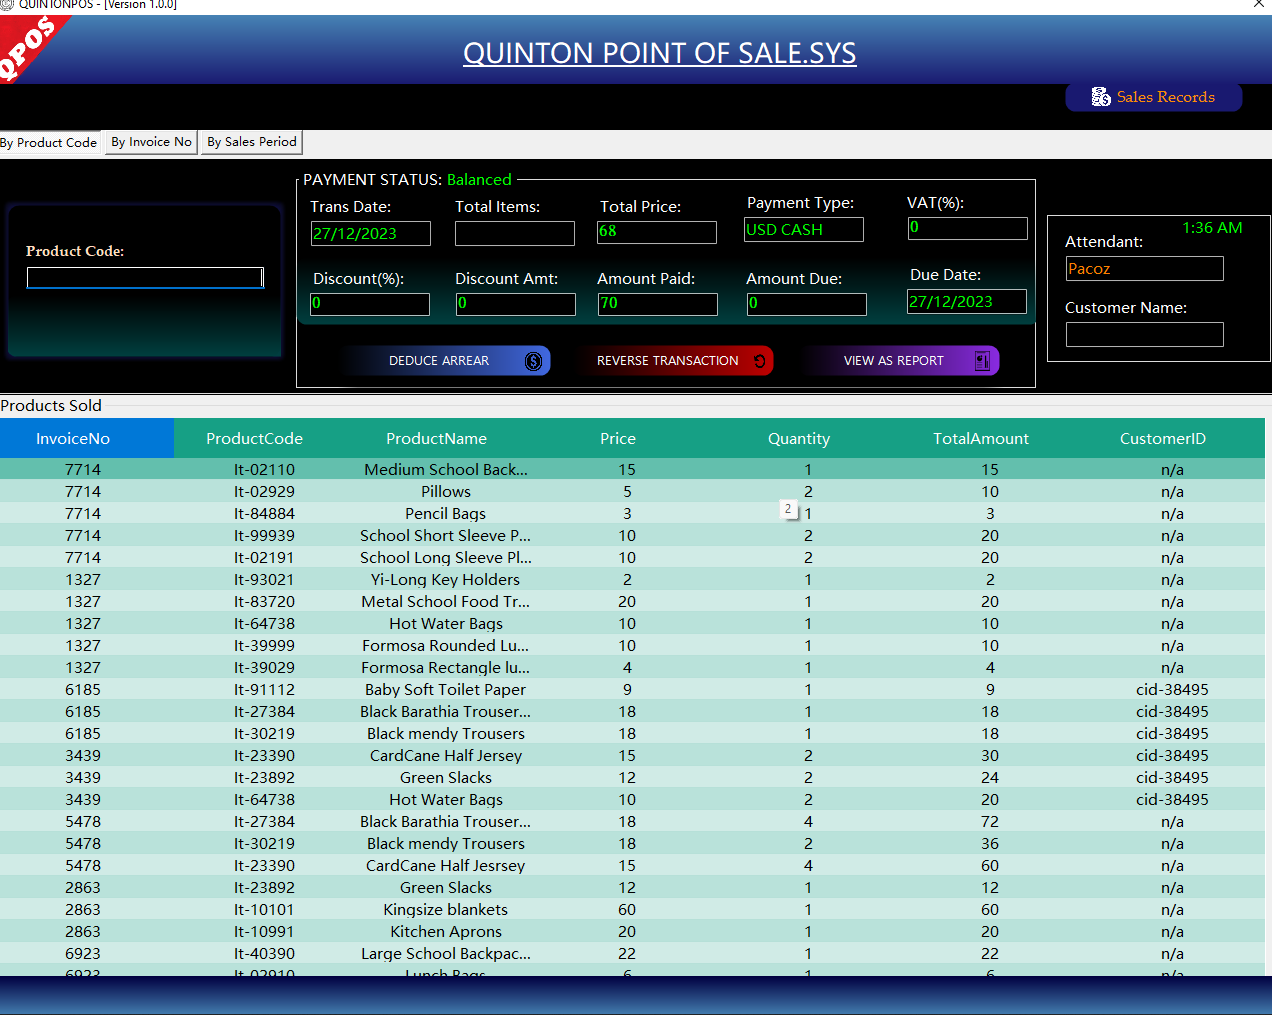 QUINTONPOS - [Version 1.0.0]
QPOS
QUINTON POINT OF SALE.SYS
Sales Records
By Product Code By Invoice No By Sales Period
PAYMENT STATUS: Balanced
Trans Date: Total Items: Total Price: Payment Type: VAT(%):
27/12/2023 68 USD CASH 0
1:36 AM
Product Code:
Attendant:
Pacoz
Discount(%): Discount Amt: Amount Paid: Amount Due: Due Date:
0 0 70 0 27/12/2023
Customer Name:
DEDUCE ARREAR REVERSE TRANSACTION VIEW AS REPORT
Products Sold
InvoiceNo ProductCode ProductName Price Quantity TotalAmount CustomerID
7714 It-02110 Medium School Back... 15 1 15 n/a
7714 It-02929 Pillows 5 2 10 n/a
2
7714 It-84884 Pencil Bags 3 1 3 n/a
7714 It-99939 School Short Sleeve P... 10 2 20 n/a
7714 It-02191 School Long Sleeve Pl... 10 2 20 n/a
1327 It-93021 Yi-Long Key Holders 2 1 2 n/a
1327 It-83720 Metal School Food Tr... 20 1 20 n/a
1327 It-64738 Hot Water Bags 10 1 10 n/a
1327 It-39999 Formosa Rounded Lu... 10 1 10 n/a
1327 It-39029 Formosa Rectangle lu... 4 1 4 n/a
6185 It-91112 Baby Soft Toilet Paper 9 1 9 cid-38495
6185 It-27384 Black Barathia Trouser... 18 1 18 cid-38495
6185 It-30219 Black mendy Trousers 18 1 18 cid-38495
3439 It-23390 CardCane Half Jersey 15 2 30 cid-38495
3439 It-23892 Green Slacks 12 2 24 cid-38495
3439 It-64738 Hot Water Bags 10 2 20 cid-38495
5478 It-27384 Black Barathia Trouser... 18 4 72 n/a
5478 It-30219 Black mendy Trousers 18 2 36 n/a
5478 It-23390 CardCane Half Jesrsey 15 4 60 n/a
2863 It-23892 Green Slacks 12 1 12 n/a
2863 It-10101 Kingsize blankets 60 1 60 n/a
2863 It-10991 Kitchen Aprons 20 1 20 n/a
6923 It-40390 Large School Backpac... 22 1 22 n/a
6923 It-02910 Lunch Bags 6 1 6 n/a